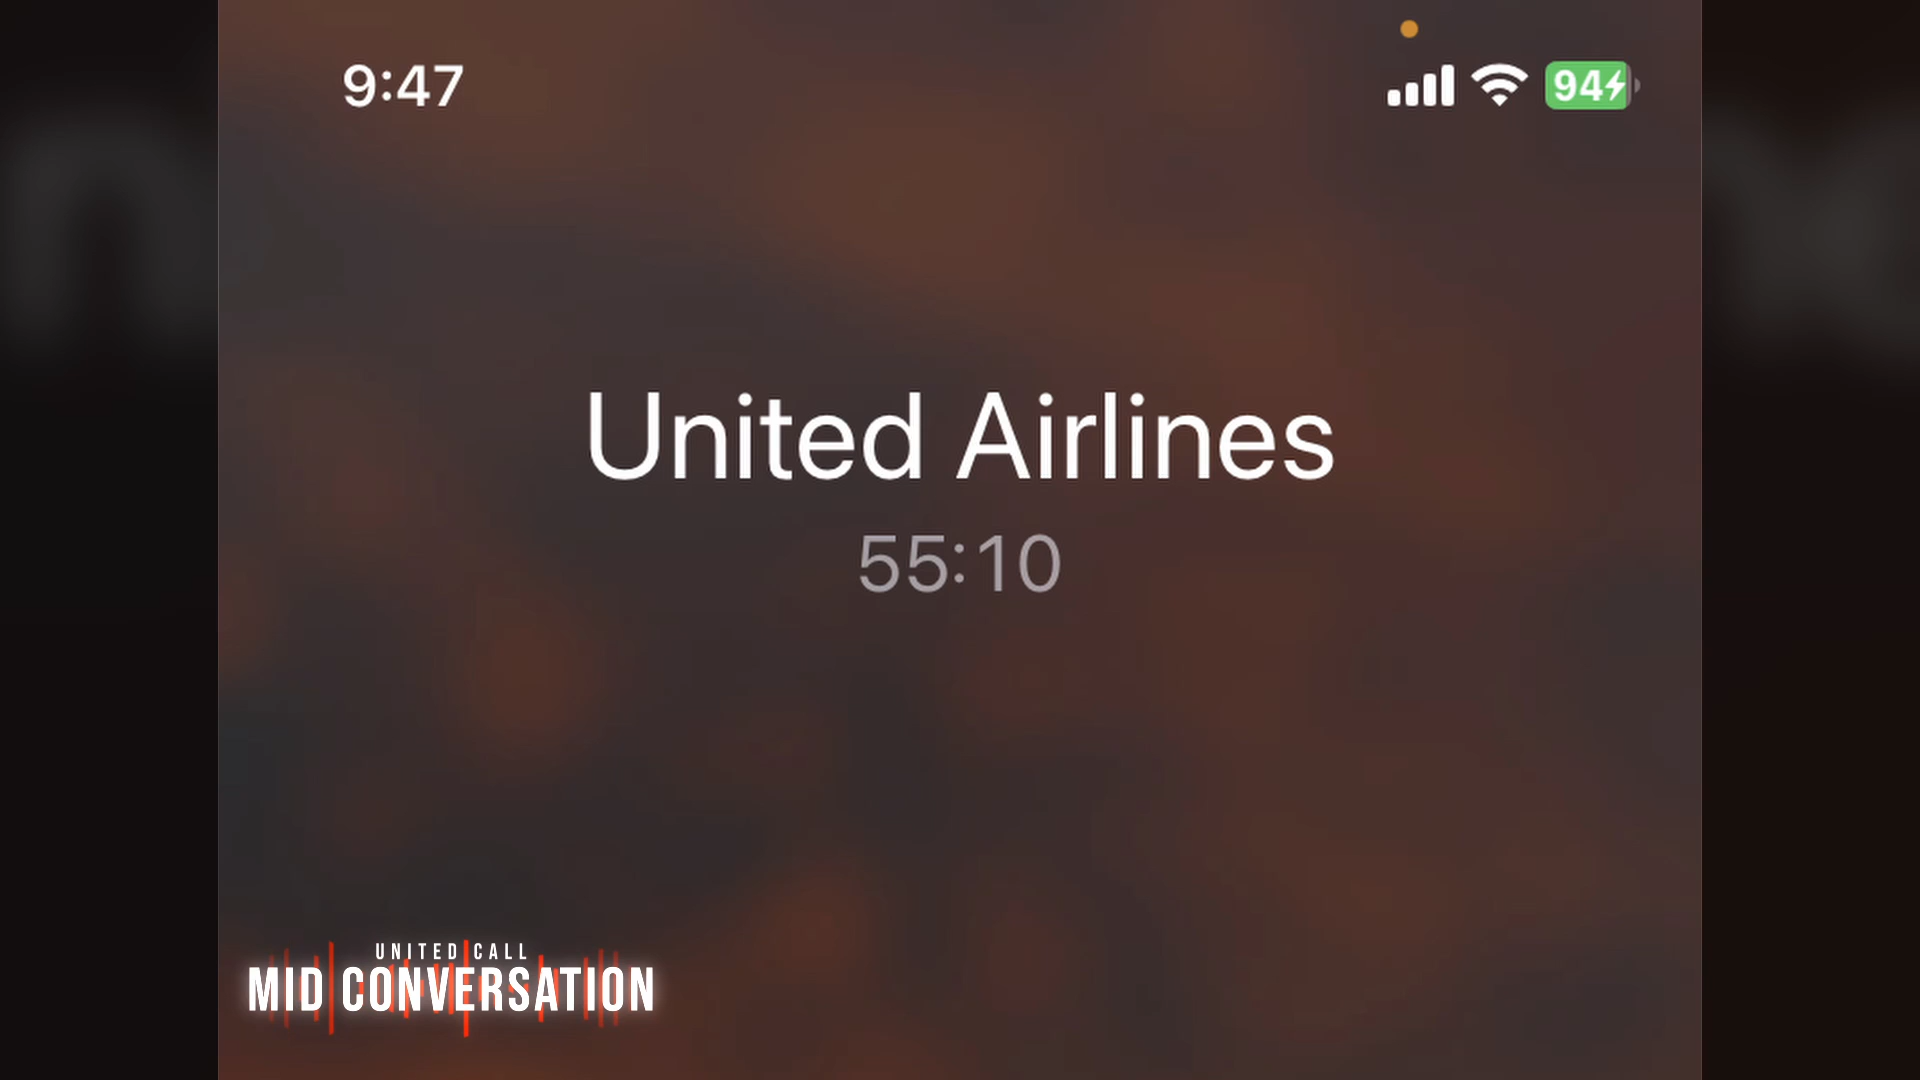 9:47
94
United Airlines
55:10
UNITED CALL
MID CONVERSATION